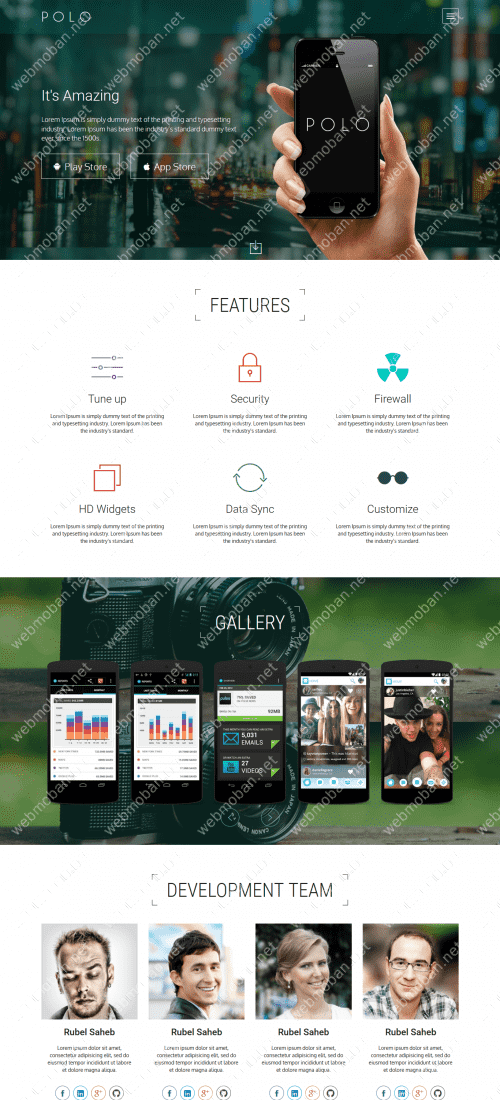 POLO
It's Amazing
Lorem Ipsum is simply dummy text of the printing and typesetting
industry. Lorem Ipsum has been the industry's standard dummy text
ever since the 1500s.
Play Store
App Store
POLO
FEATURES
Tune up
Lorem Ipsum is simply dummy text of the printing
and typesetting industry. Lorem Ipsum has been
the industry's standard.
Security
Lorem Ipsum is simply dummy text of the printing
and typesetting industry. Lorem Ipsum has been
the industry's standard.
Firewall
Lorem Ipsum is simply dummy text of the printing
and typesetting industry. Lorem Ipsum has been
the industry's standard.
HD Widgets
Lorem Ipsum is simply dummy text of the printing
and typesetting industry. Lorem Ipsum has been
the industry's standard.
Data Sync
Lorem Ipsum is simply dummy text of the printing
and typesetting industry. Lorem Ipsum has been
the industry's standard.
Customize
Lorem Ipsum is simply dummy text of the printing
and typesetting industry. Lorem Ipsum has been
the industry's standard.
GALLERY
92MB
5,031
EMAILS
27
VIDEOS
MADE IN JAPAN
CANON LENS
DEVELOPMENT TEAM
Rubel Saheb
Lorem ipsum dolor sit amet,
consectetur adipisicing elit, sed do
eiusmod tempor incididunt ut labore
et dolore magna aliqua.
Rubel Saheb
Lorem ipsum dolor sit amet,
consectetur adipisicing elit, sed do
eiusmod tempor incididunt ut labore
et dolore magna aliqua.
Rubel Saheb
Lorem ipsum dolor sit amet,
consectetur adipisicing elit, sed do
eiusmod tempor incididunt ut labore
et dolore magna aliqua.
Rubel Saheb
Lorem ipsum dolor sit amet,
consectetur adipisicing elit, sed do
eiusmod tempor incididunt ut labore
et dolore magna aliqua.
webmoban.net